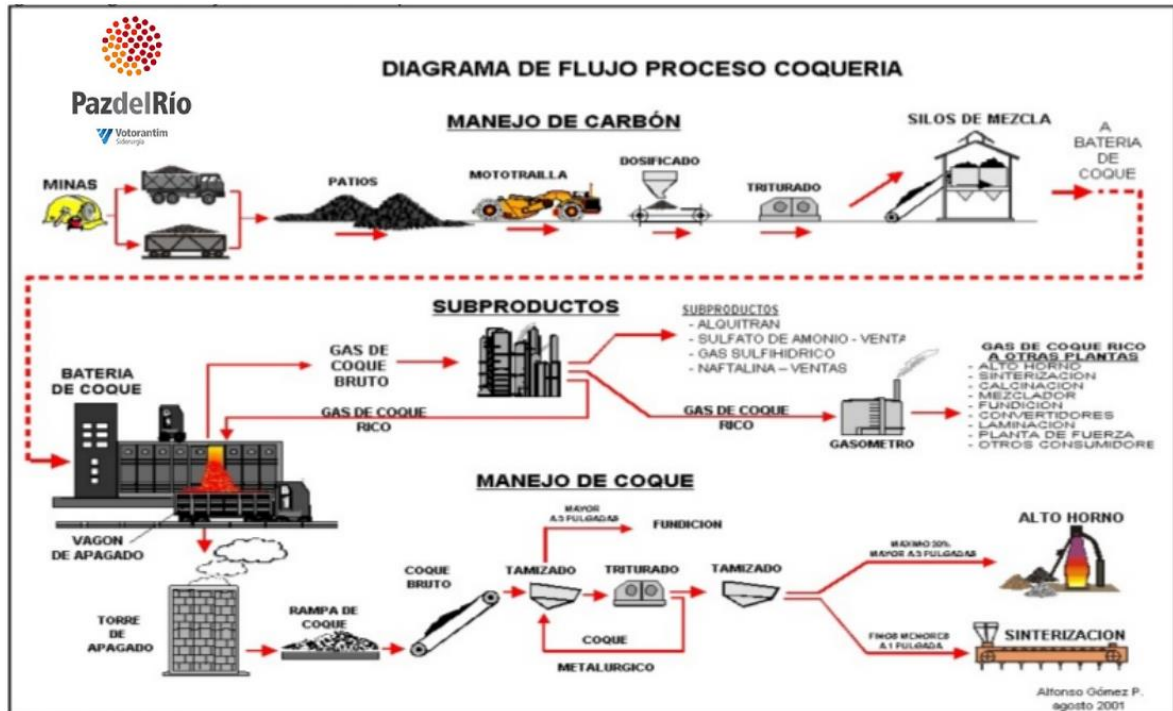 PazdelRío
Votorantim
Siderurgia
DIAGRAMA DE FLUJO PROCESO COQUERIA
MANEJO DE CARBÓN
MINAS
PATIOS
MOTOTRAILLA
DOSIFICADO
TRITURADO
SILOS DE MEZCLA
A
BATERIA
DE
COQUE
SUBPRODUCTOS
BATERIA
DE COQUE
GAS DE
COQUE
BRUTO
GAS DE COQUE
RICO
SUBPRODUCTOS
- ALQUITRAN
- SULFATO DE AMONIO - VENTA
- GAS SULFIHIDRICO
- NAFTALINA – VENTAS
GAS DE COQUE
RICO
GASOMETRO
GAS DE COQUE RICO
A OTRAS PLANTAS
- ALTO HORNO
- SINTERIZACION
- CALCINACION
- MEZCLADOR
- FUNDICION
- CONVERTIDORES
- LAMINACION
- PLANTA DE FUERZA
- OTROS CONSUMIDORE
VAGON
DE APAGADO
MANEJO DE COQUE
TORRE
DE
APAGADO
RAMPA DE
COQUE
COQUE
BRUTO
TAMIZADO
MAYOR
A 5 PULGADAS
FUNDICION
TRITURADO
COQUE
METALURGICO
TAMIZADO
MAYOR A 3 PULGADAS
ALTO HORNO
FINOS MENORES
A 1 PULGADA
SINTERIZACION
Alfonso Gómez P.
agosto 2001